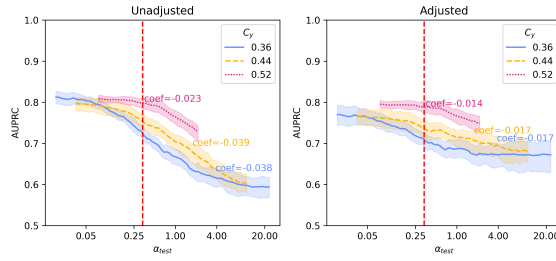 Unadjusted
AUPRC
1.0
0.9
0.8
0.7
0.6
0.5
C_y
0.36
0.44
0.52
coef=-0.023
coef=-0.039
coef=-0.038
0.05 0.25 1.00 4.00 20.00
α_test
Adjusted
AUPRC
1.0
0.9
0.8
0.7
0.6
0.5
C_y
0.36
0.44
0.52
coef=-0.014
coef=-0.017
coef=-0.017
0.05 0.25 1.00 4.00 20.00
α_test